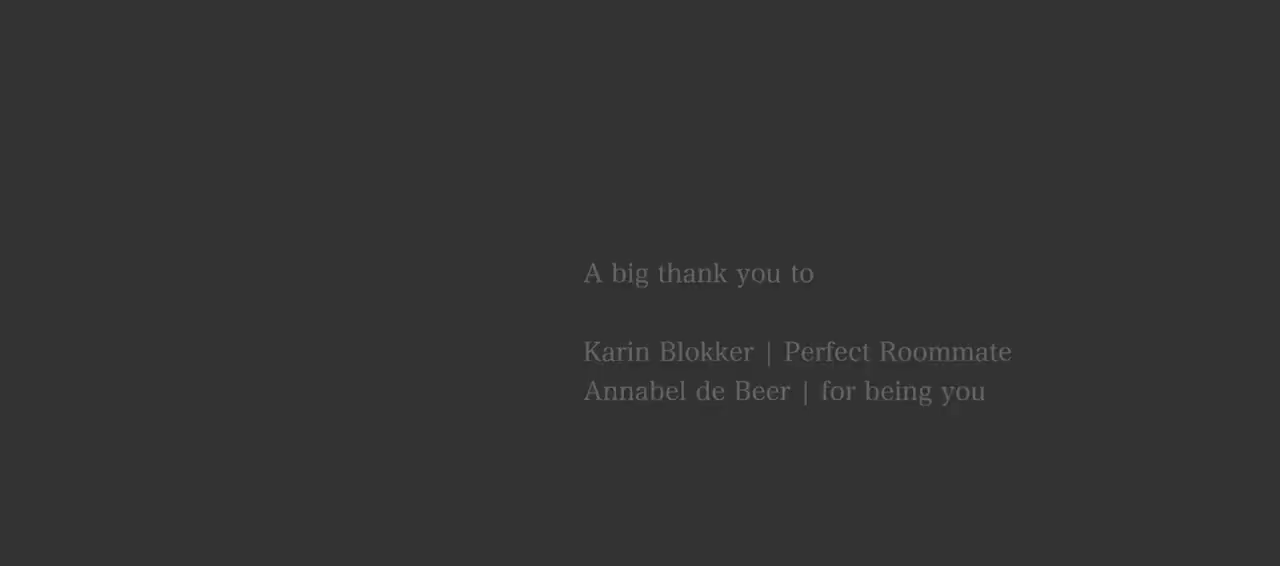 A big thank you to
Karin Blokker | Perfect Roommate
Annabel de Beer | for being you